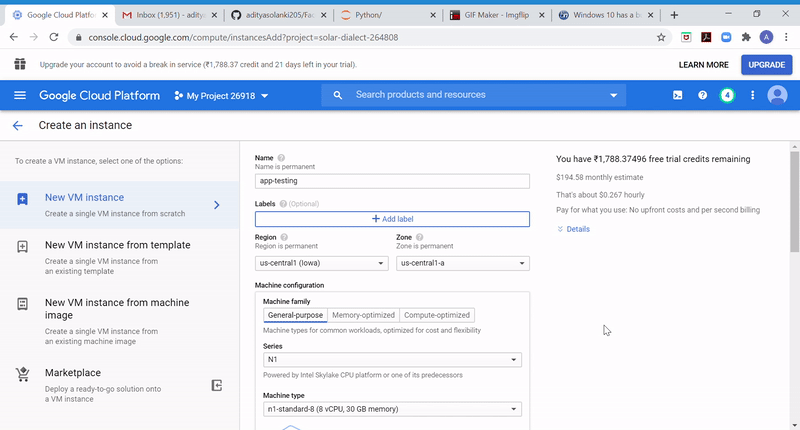 Google Cloud Platfor
Inbox (1,951) - adity
adityasolanki205/Fac
Python/
GIF Maker - Imgflip
Windows 10 has a b
console.cloud.google.com/compute/instancesAdd?project=solar-dialect-264808
A
Upgrade your account to avoid a break in service (₹1,788.37 credit and 21 days left in your trial).
LEARN MORE
UPGRADE
Google Cloud Platform
My Project 26918
Search products and resources
4
Create an instance
To create a VM instance, select one of the options:
New VM instance
Create a single VM instance from scratch
New VM instance from template
Create a single VM instance from
an existing template
New VM instance from machine
image
Create a single VM instance from
an existing machine image
Marketplace
Deploy a ready-to-go solution onto
a VM instance
Name
Name is permanent
app-testing
Labels (Optional)
Add label
Region
Region is permanent
us-central1 (Iowa)
Zone
Zone is permanent
us-central1-a
Machine configuration
Machine family
General-purpose
Memory-optimized
Compute-optimized
Machine types for common workloads, optimized for cost and flexibility
Series
N1
Powered by Intel Skylake CPU platform or one of its predecessors
Machine type
n1-standard-8 (8 vCPU, 30 GB memory)
You have ₹1,788.37496 free trial credits remaining
$194.58 monthly estimate
That's about $0.267 hourly
Pay for what you use: No upfront costs and per second billing
Details